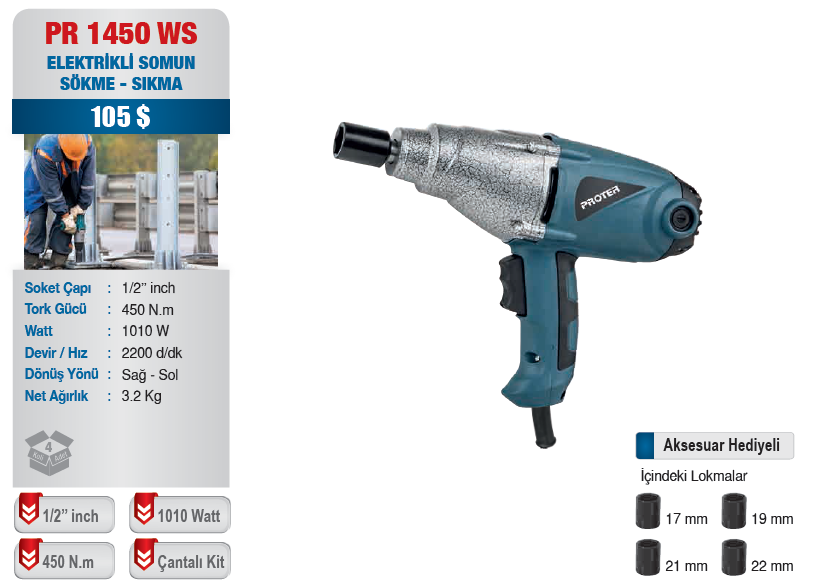 PR 1450 WS
ELEKTRİKLİ SOMUN
SÖKME - SIKMA
105 $
Soket Çapı : 1/2” inch
Tork Gücü : 450 N.m
Watt : 1010 W
Devir / Hız : 2200 d/dk
Dönüş Yönü : Sağ - Sol
Net Ağırlık : 3.2 Kg
4
Koli Adet
1/2” inch
1010 Watt
450 N.m
Çantalı Kit
PROTER
Aksesuar Hediyeli
İçindeki Lokmalar
17 mm
19 mm
21 mm
22 mm